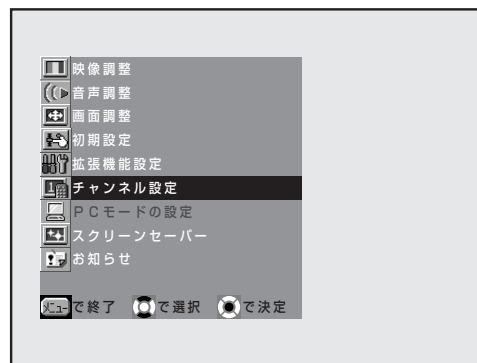 映像調整
音声調整
画面調整
初期設定
拡張機能設定
チャンネル設定
ＰＣモードの設定
スクリーンセーバー
お知らせ
メニューで終了 で選択 で決定